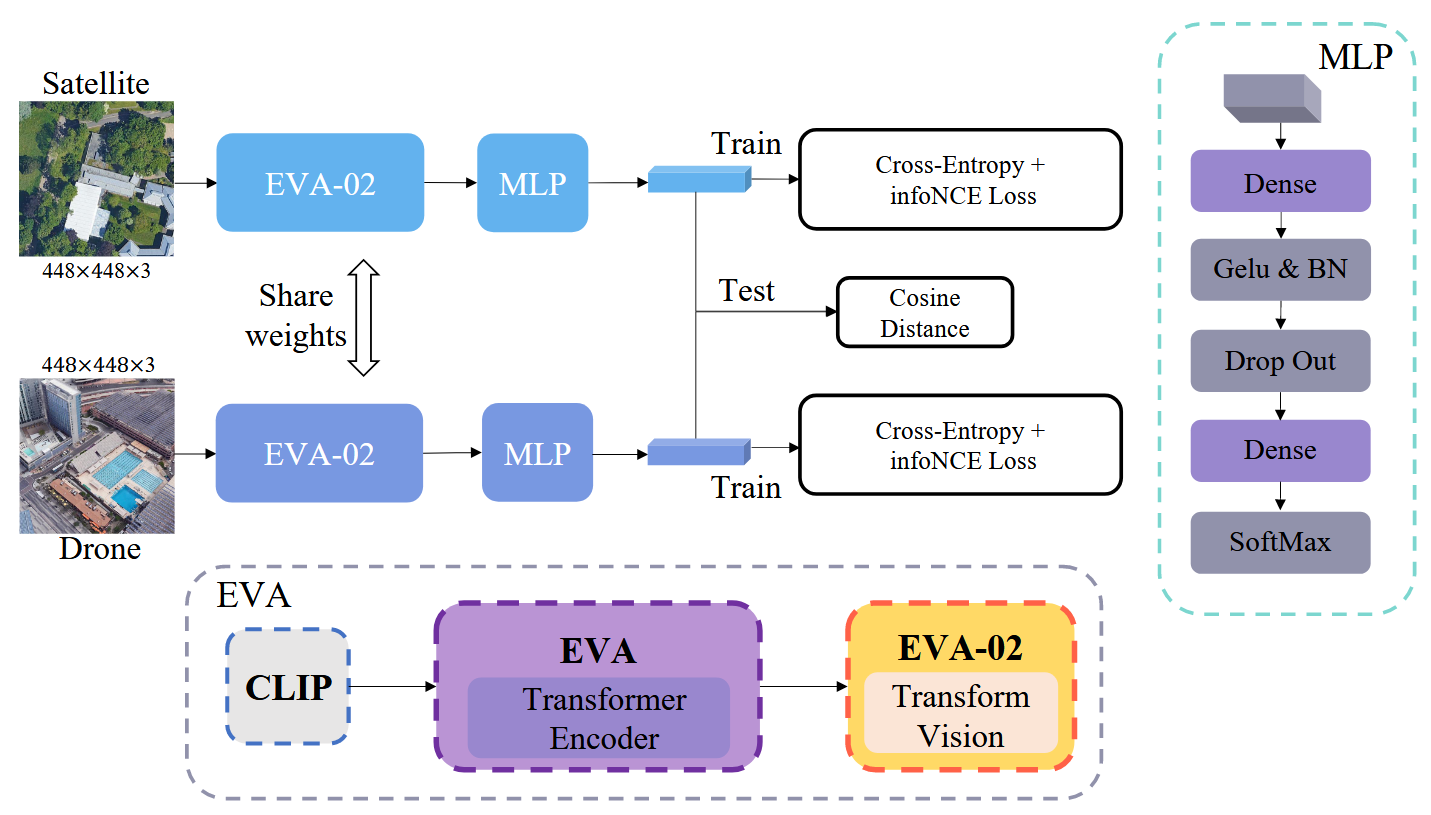 Satellite
448×448×3
EVA-02
MLP
Train
Cross-Entropy +
infoNCE Loss
Share
weights
Test
Cosine
Distance
448×448×3
Drone
EVA-02
MLP
Train
Cross-Entropy +
infoNCE Loss
MLP
Dense
Gelu & BN
Drop Out
Dense
SoftMax
EVA
CLIP
EVA
Transformer
Encoder
EVA-02
Transform
Vision